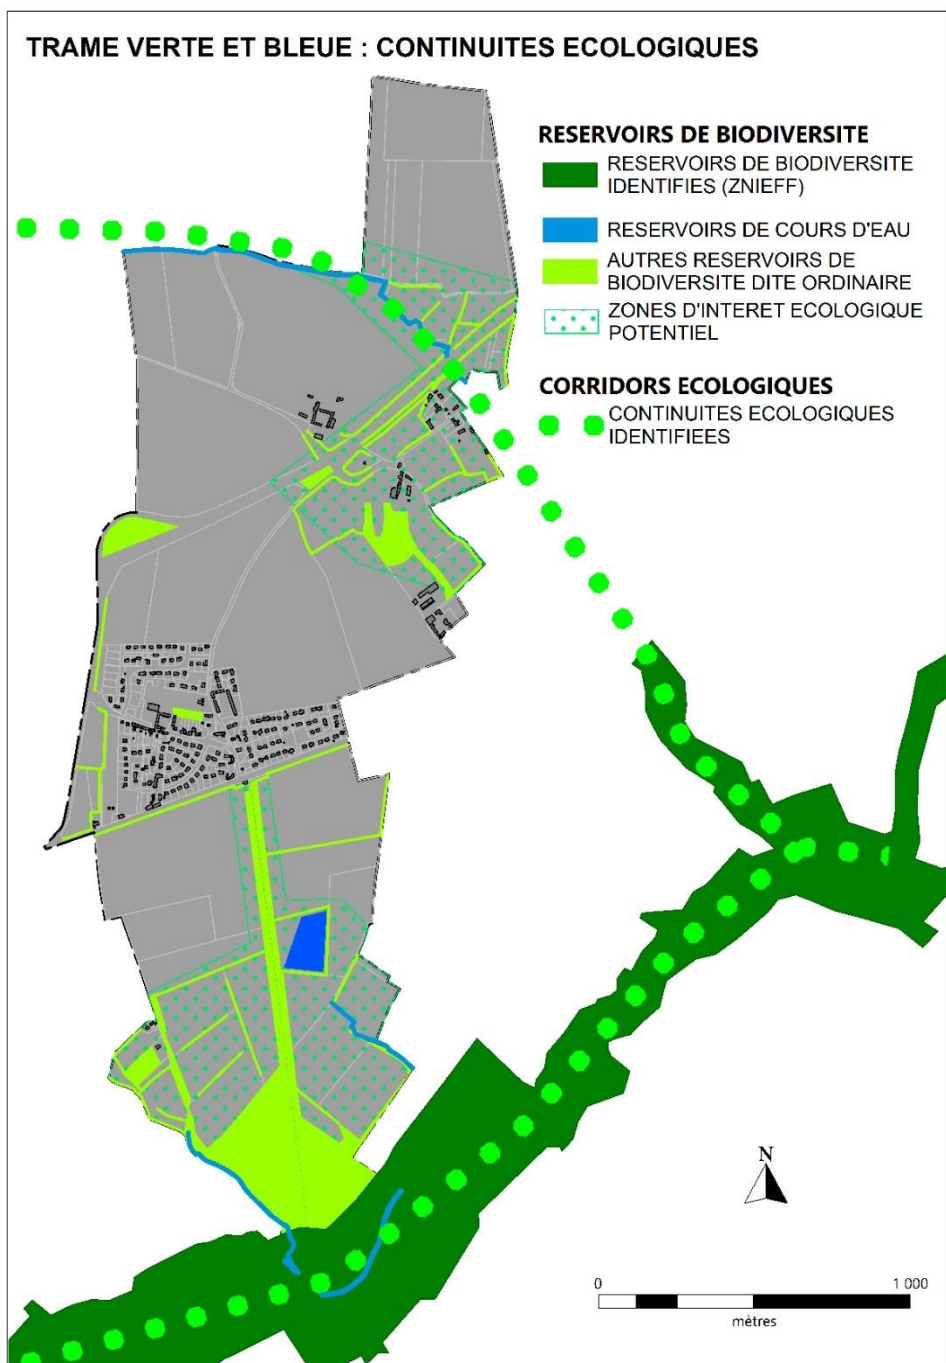 TRAME VERTE ET BLEUE : CONTINUITES ECOLOGIQUES
RESERVOIRS DE BIODIVERSITE
RESERVOIRS DE BIODIVERSITE
IDENTIFIES (ZNIEFF)
RESERVOIRS DE COURS D'EAU
AUTRES RESERVOIRS DE
BIODIVERSITE DITE ORDINAIRE
ZONES D'INTERET ECOLOGIQUE
POTENTIEL
CORRIDORS ECOLOGIQUES
CONTINUITES ECOLOGIQUES
IDENTIFIEES
N
0 1 000
mètres